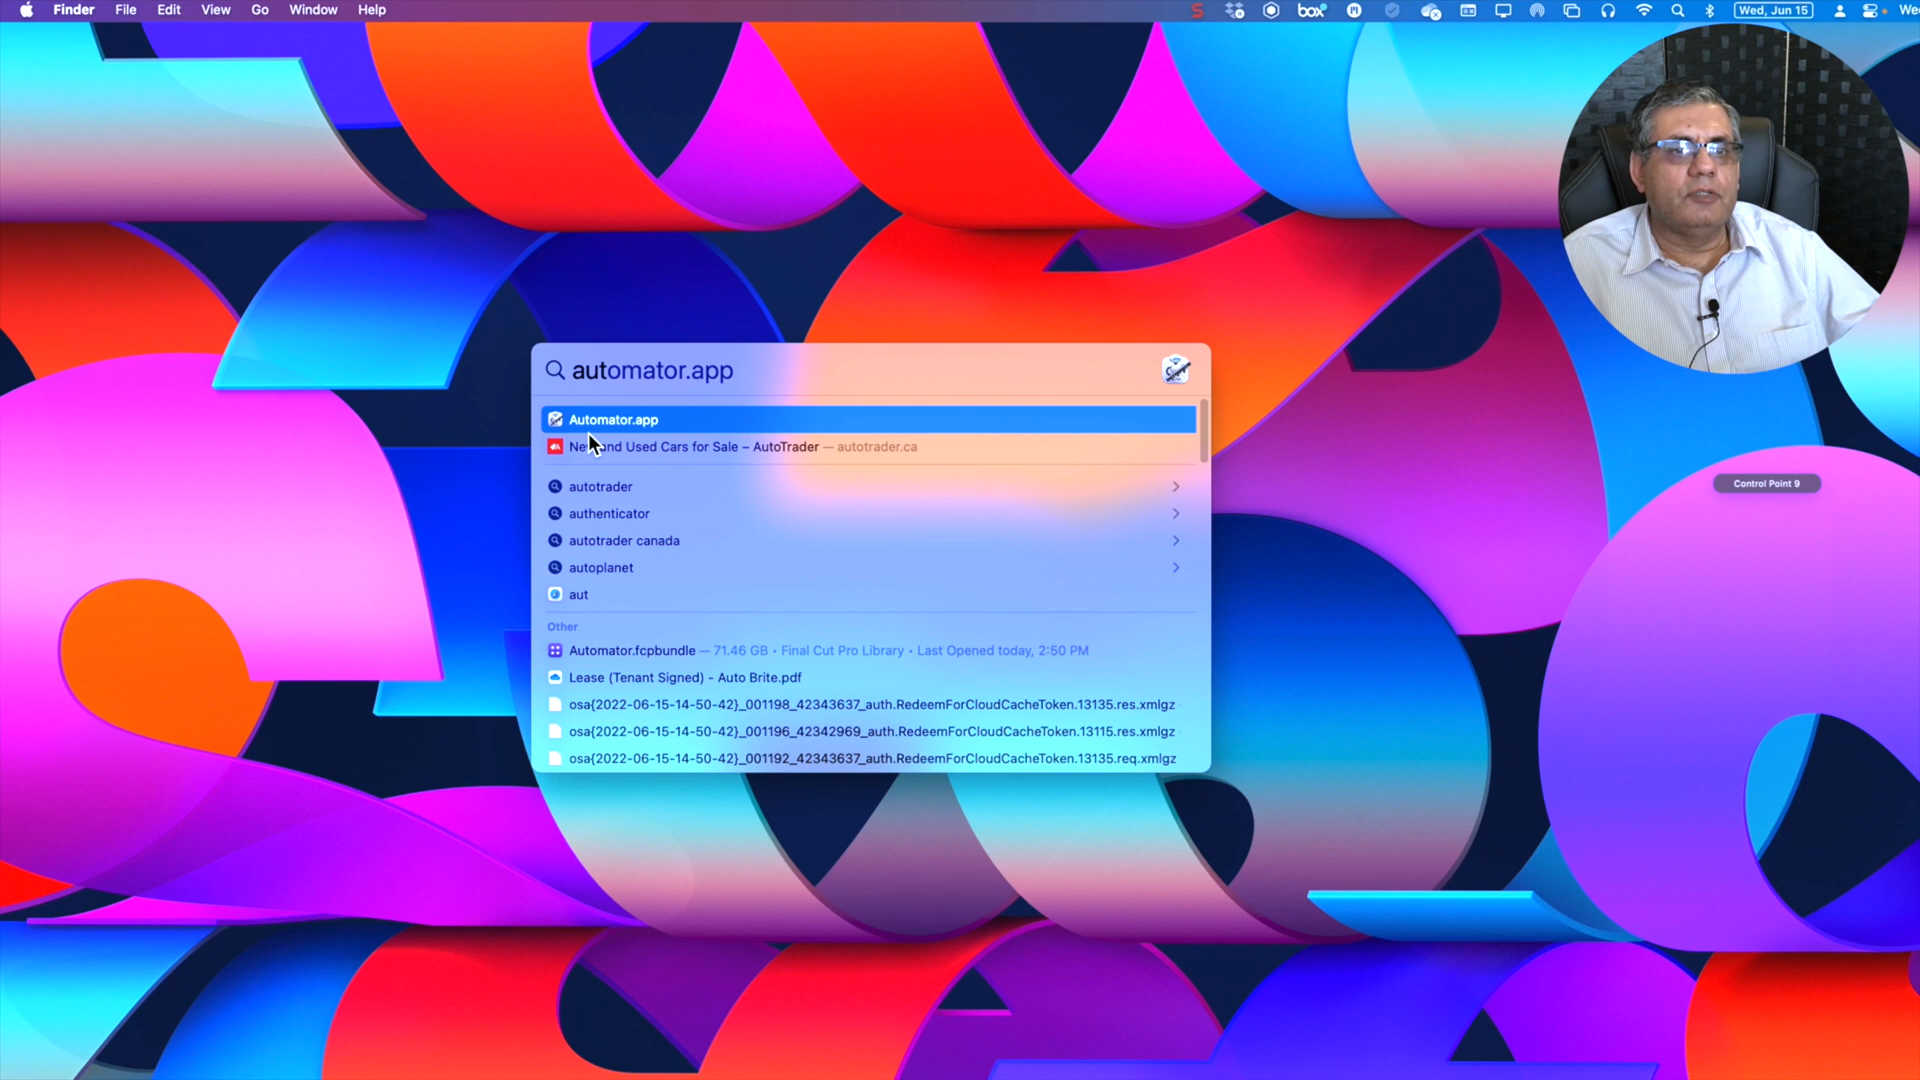 Finder File Edit View Go Window Help
S box Wed, Jun 15 We
automator.app
Automator.app
New and Used Cars for Sale – AutoTrader — autotrader.ca
autotrader
authenticator
autotrader canada
autoplanet
aut
Other
Automator.fcpbundle — 71.46 GB • Final Cut Pro Library • Last Opened today, 2:50 PM
Lease (Tenant Signed) - Auto Brite.pdf
osa{2022-06-15-14-50-42}_001198_42343637_auth.RedeemForCloudCacheToken.13135.res.xmlgz
osa{2022-06-15-14-50-42}_001196_42342969_auth.RedeemForCloudCacheToken.13115.res.xmlgz
osa{2022-06-15-14-50-42}_001192_42343637_auth.RedeemForCloudCacheToken.13135.req.xmlgz
Control Point 9